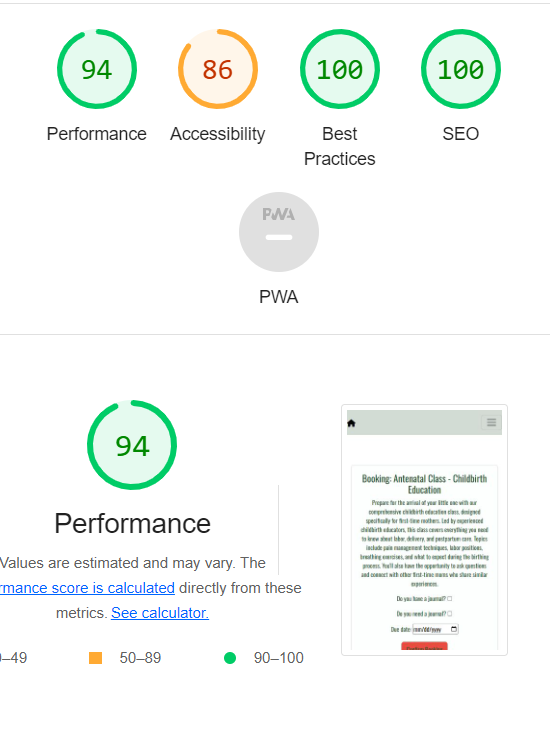 94
86
100
100
Performance
Accessibility
Best
Practices
SEO
PWA
PWA
94
Performance
Values are estimated and may vary. The
rmance score is calculated directly from these
metrics. See calculator.
–49
50–89
90–100
Booking: Antenatal Class - Childbirth
Education
Prepare for the arrival of your little one with our
comprehensive childbirth education class, designed
specifically for first-time mothers. Led by experienced
childbirth educators, this class covers everything you need
to know about labor, delivery, and postpartum care. Topics
include pain management techniques, labor positions,
breathing exercises, and what to expect during the birthing
process. You'll also have the opportunity to ask questions
and connect with other first-time moms who share similar
experiences.
Do you have a journal?
Do you need a journal?
Due date: mm/dd/yyyy